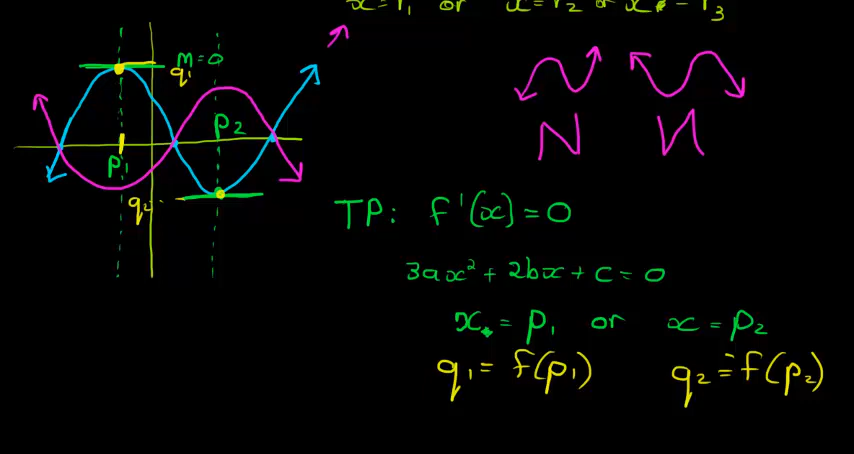 x = r₁ or x = r₂ or x = r₃
M = 0
q₁
p₂
p₁
q₂
N
TP: f'(x) = 0
3ax² + 2bx + c = 0
x = p₁ or x = p₂
q₁ = f(p₁) q₂ = f(p₂)